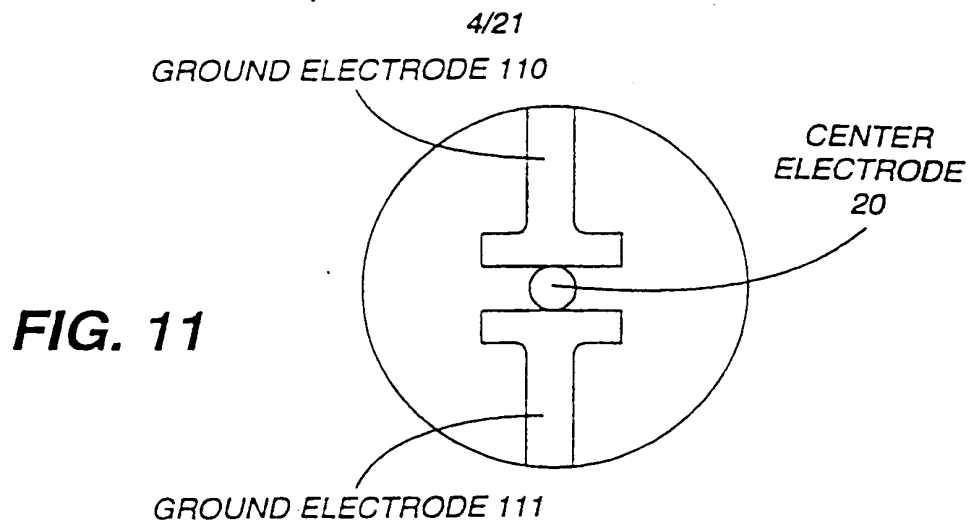 4/21
GROUND ELECTRODE 110
CENTER
ELECTRODE
20
FIG. 11
GROUND ELECTRODE 111